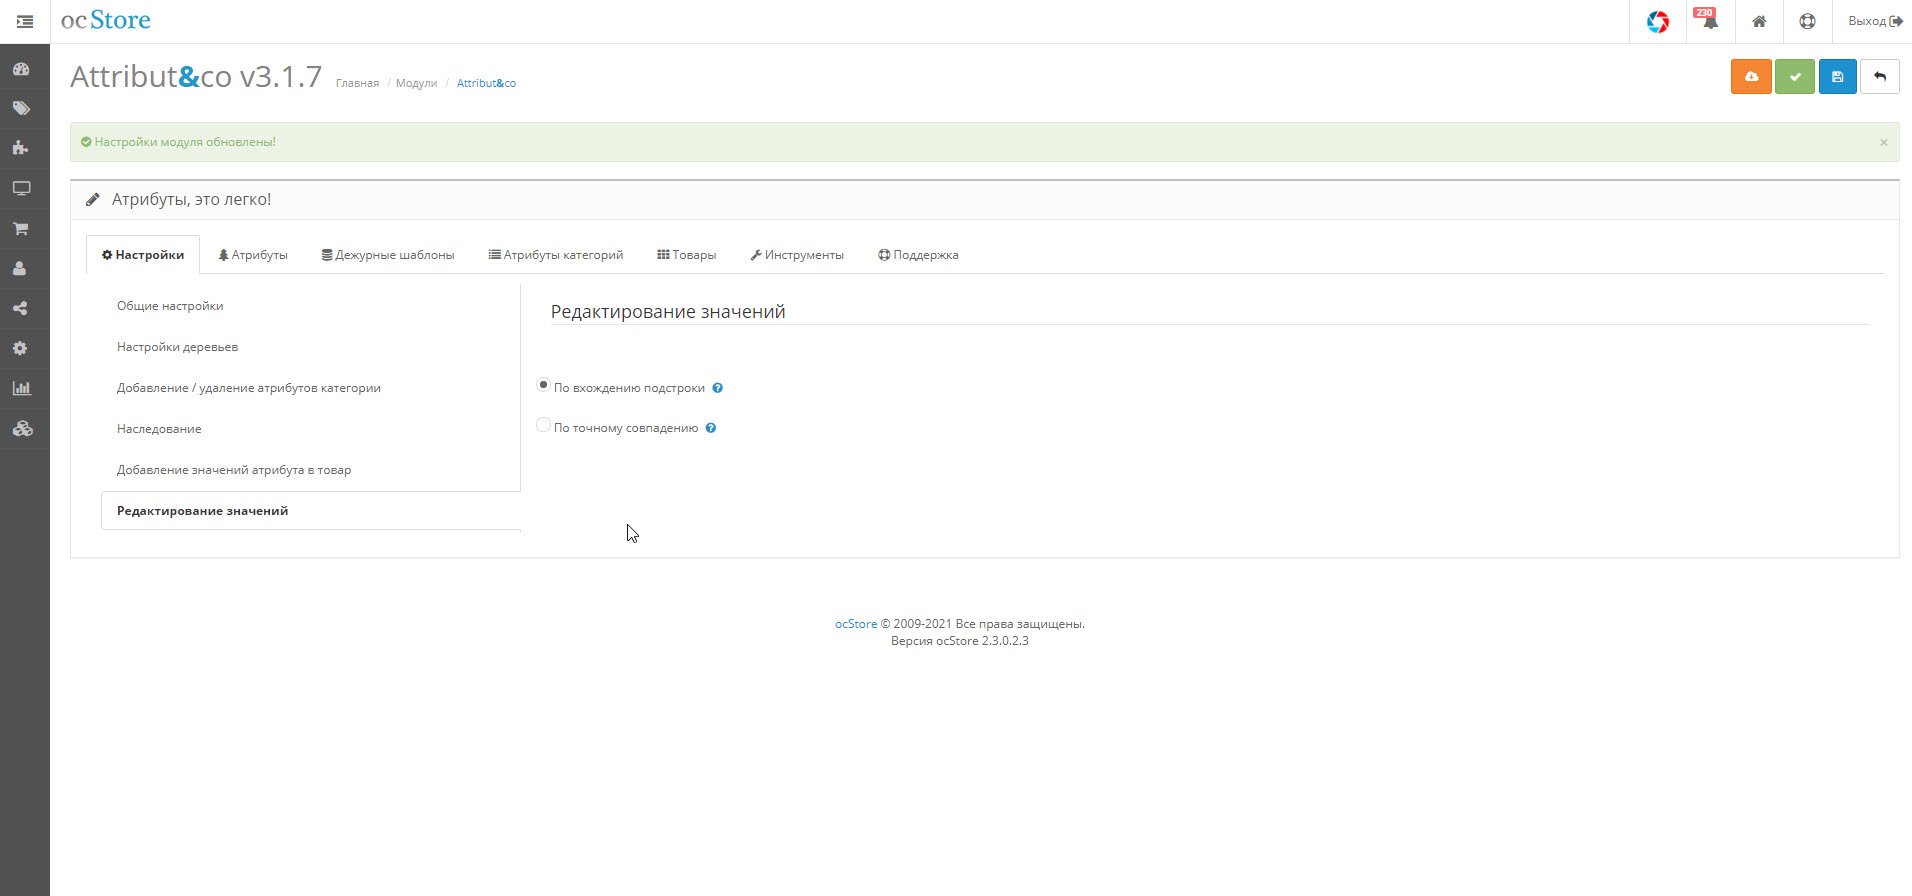 ocStore
230
Выход
Attribut&co v3.1.7 Главная / Модули / Attribut&co
Настройки модуля обновлены!
×
Атрибуты, это легко!
Настройки Атрибуты Дежурные шаблоны Атрибуты категорий Товары Инструменты Поддержка
Общие настройки
Настройки деревьев
Добавление / удаление атрибутов категории
Наследование
Добавление значений атрибута в товар
Редактирование значений
Редактирование значений
По вхождению подстроки
По точному совпадению
ocStore © 2009-2021 Все права защищены.
Версия ocStore 2.3.0.2.3